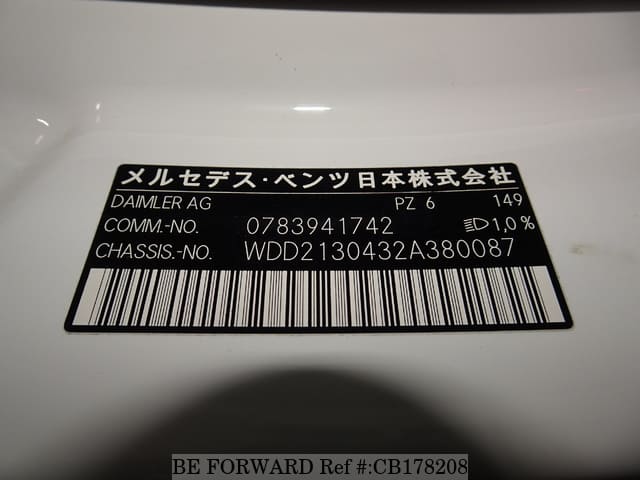 メルセデス・ベンツ日本株式会社
DAIMLER AG PZ 6 149
COMM.-NO. 0783941742 1,0%
CHASSIS.-NO. WDD2130432A380087
BE FORWARD Ref #:CB178208